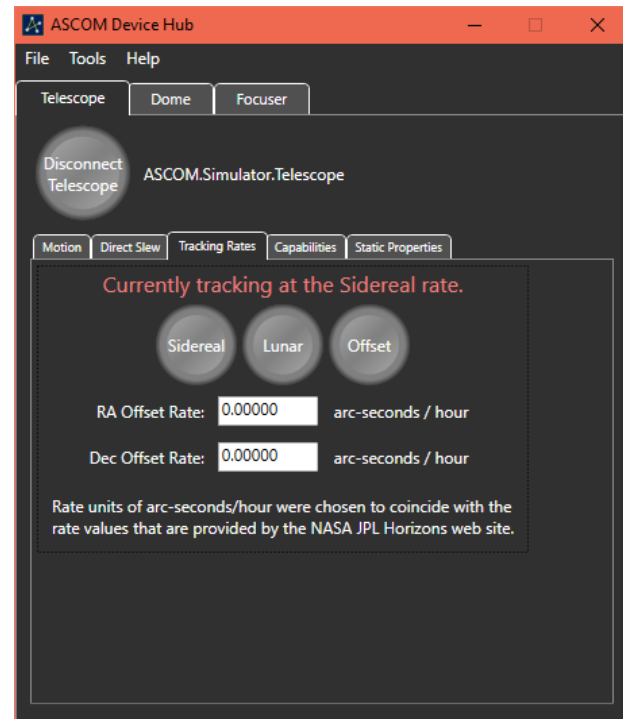 ASCOM Device Hub
File Tools Help
Telescope Dome Focuser
Disconnect
Telescope
ASCOM.Simulator.Telescope
Motion Direct Slew Tracking Rates Capabilities Static Properties
Currently tracking at the Sidereal rate.
Sidereal Lunar Offset
RA Offset Rate: 0.00000 arc-seconds / hour
Dec Offset Rate: 0.00000 arc-seconds / hour
Rate units of arc-seconds/hour were chosen to coincide with the
rate values that are provided by the NASA JPL Horizons web site.